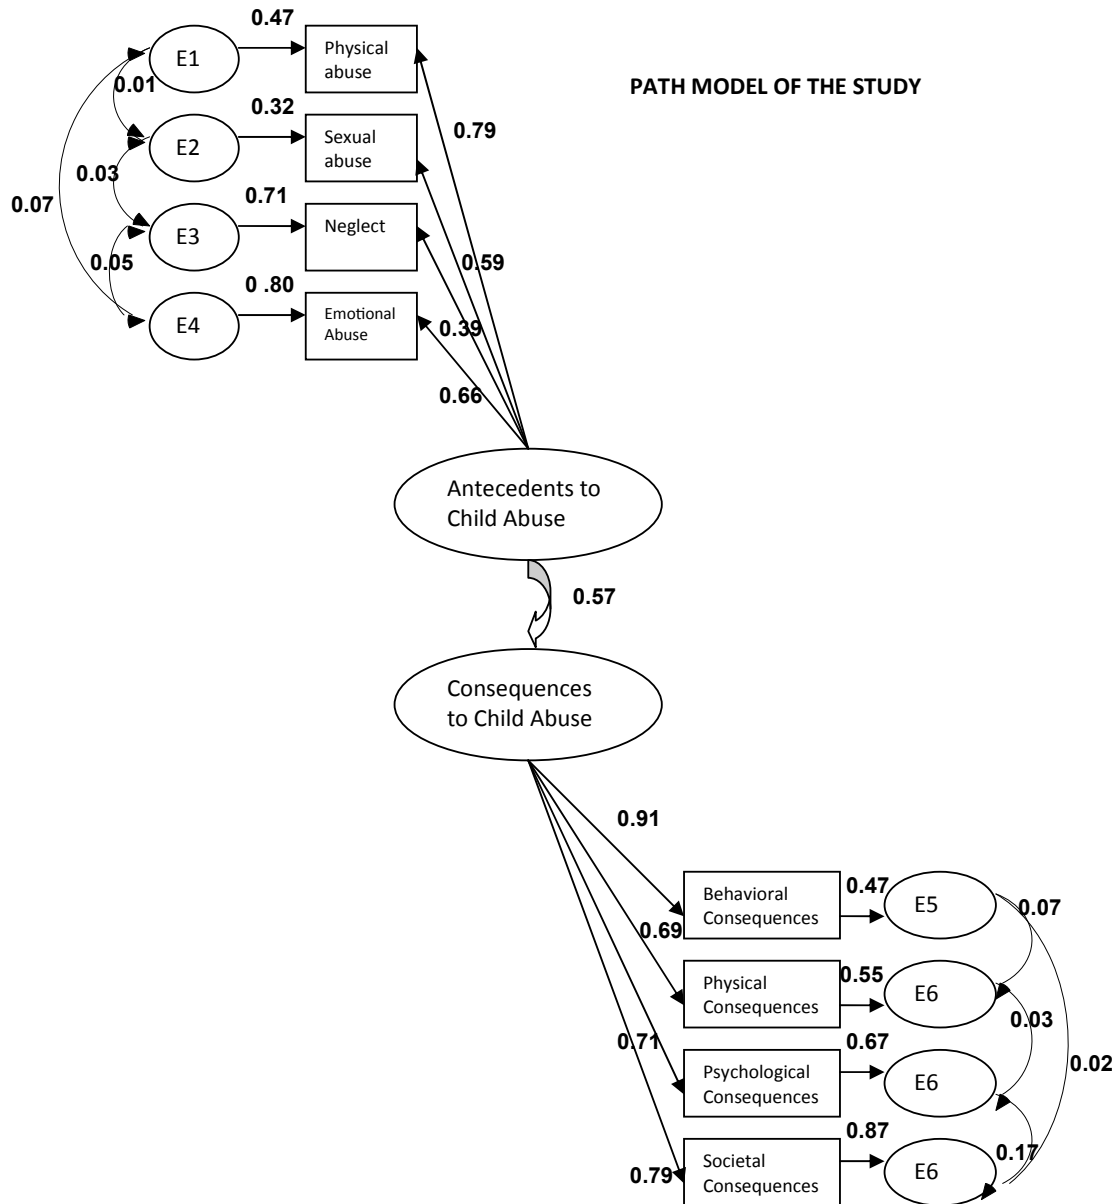 PATH MODEL OF THE STUDY
0.47
E1
Physical
abuse
0.01
0.32
E2
Sexual
abuse
0.79
0.03
0.07
0.71
E3
Neglect
0.59
0.05
0 .80
E4
Emotional
Abuse
0.39
0.66
Antecedents to
Child Abuse
0.57
Consequences
to Child Abuse
0.91
Behavioral
Consequences
0.47
E5
0.07
0.69
Physical
Consequences
0.55
E6
0.03
0.71
Psychological
Consequences
0.67
E6
0.02
0.79
Societal
Consequences
0.87
E6
0.17